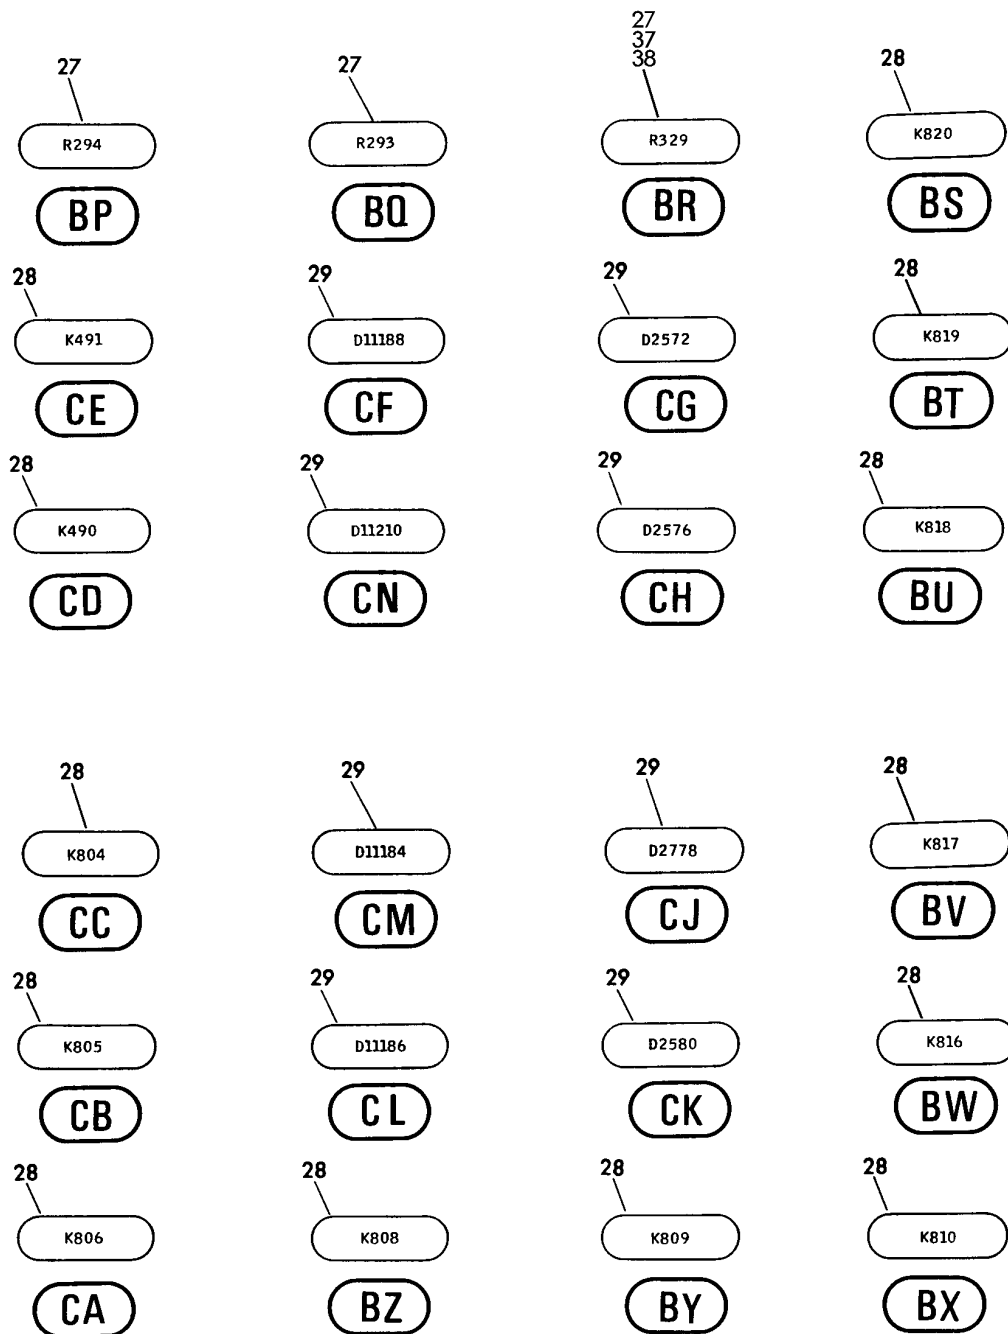 27
37
38
27 27 28
R294 R293 R329 K820
BP BQ BR BS
28 29 29 28
K491 D11188 D2572 K819
CE CF CG BT
28 29 29 28
K490 D11210 D2576 K818
CD CN CH BU
28 29 29 28
K804 D11184 D2778 K817
CC CM CJ BV
28 29 29 28
K805 D11186 D2580 K816
CB CL CK BW
28 28 28 28
K806 K808 K809 K810
CA BZ BY BX